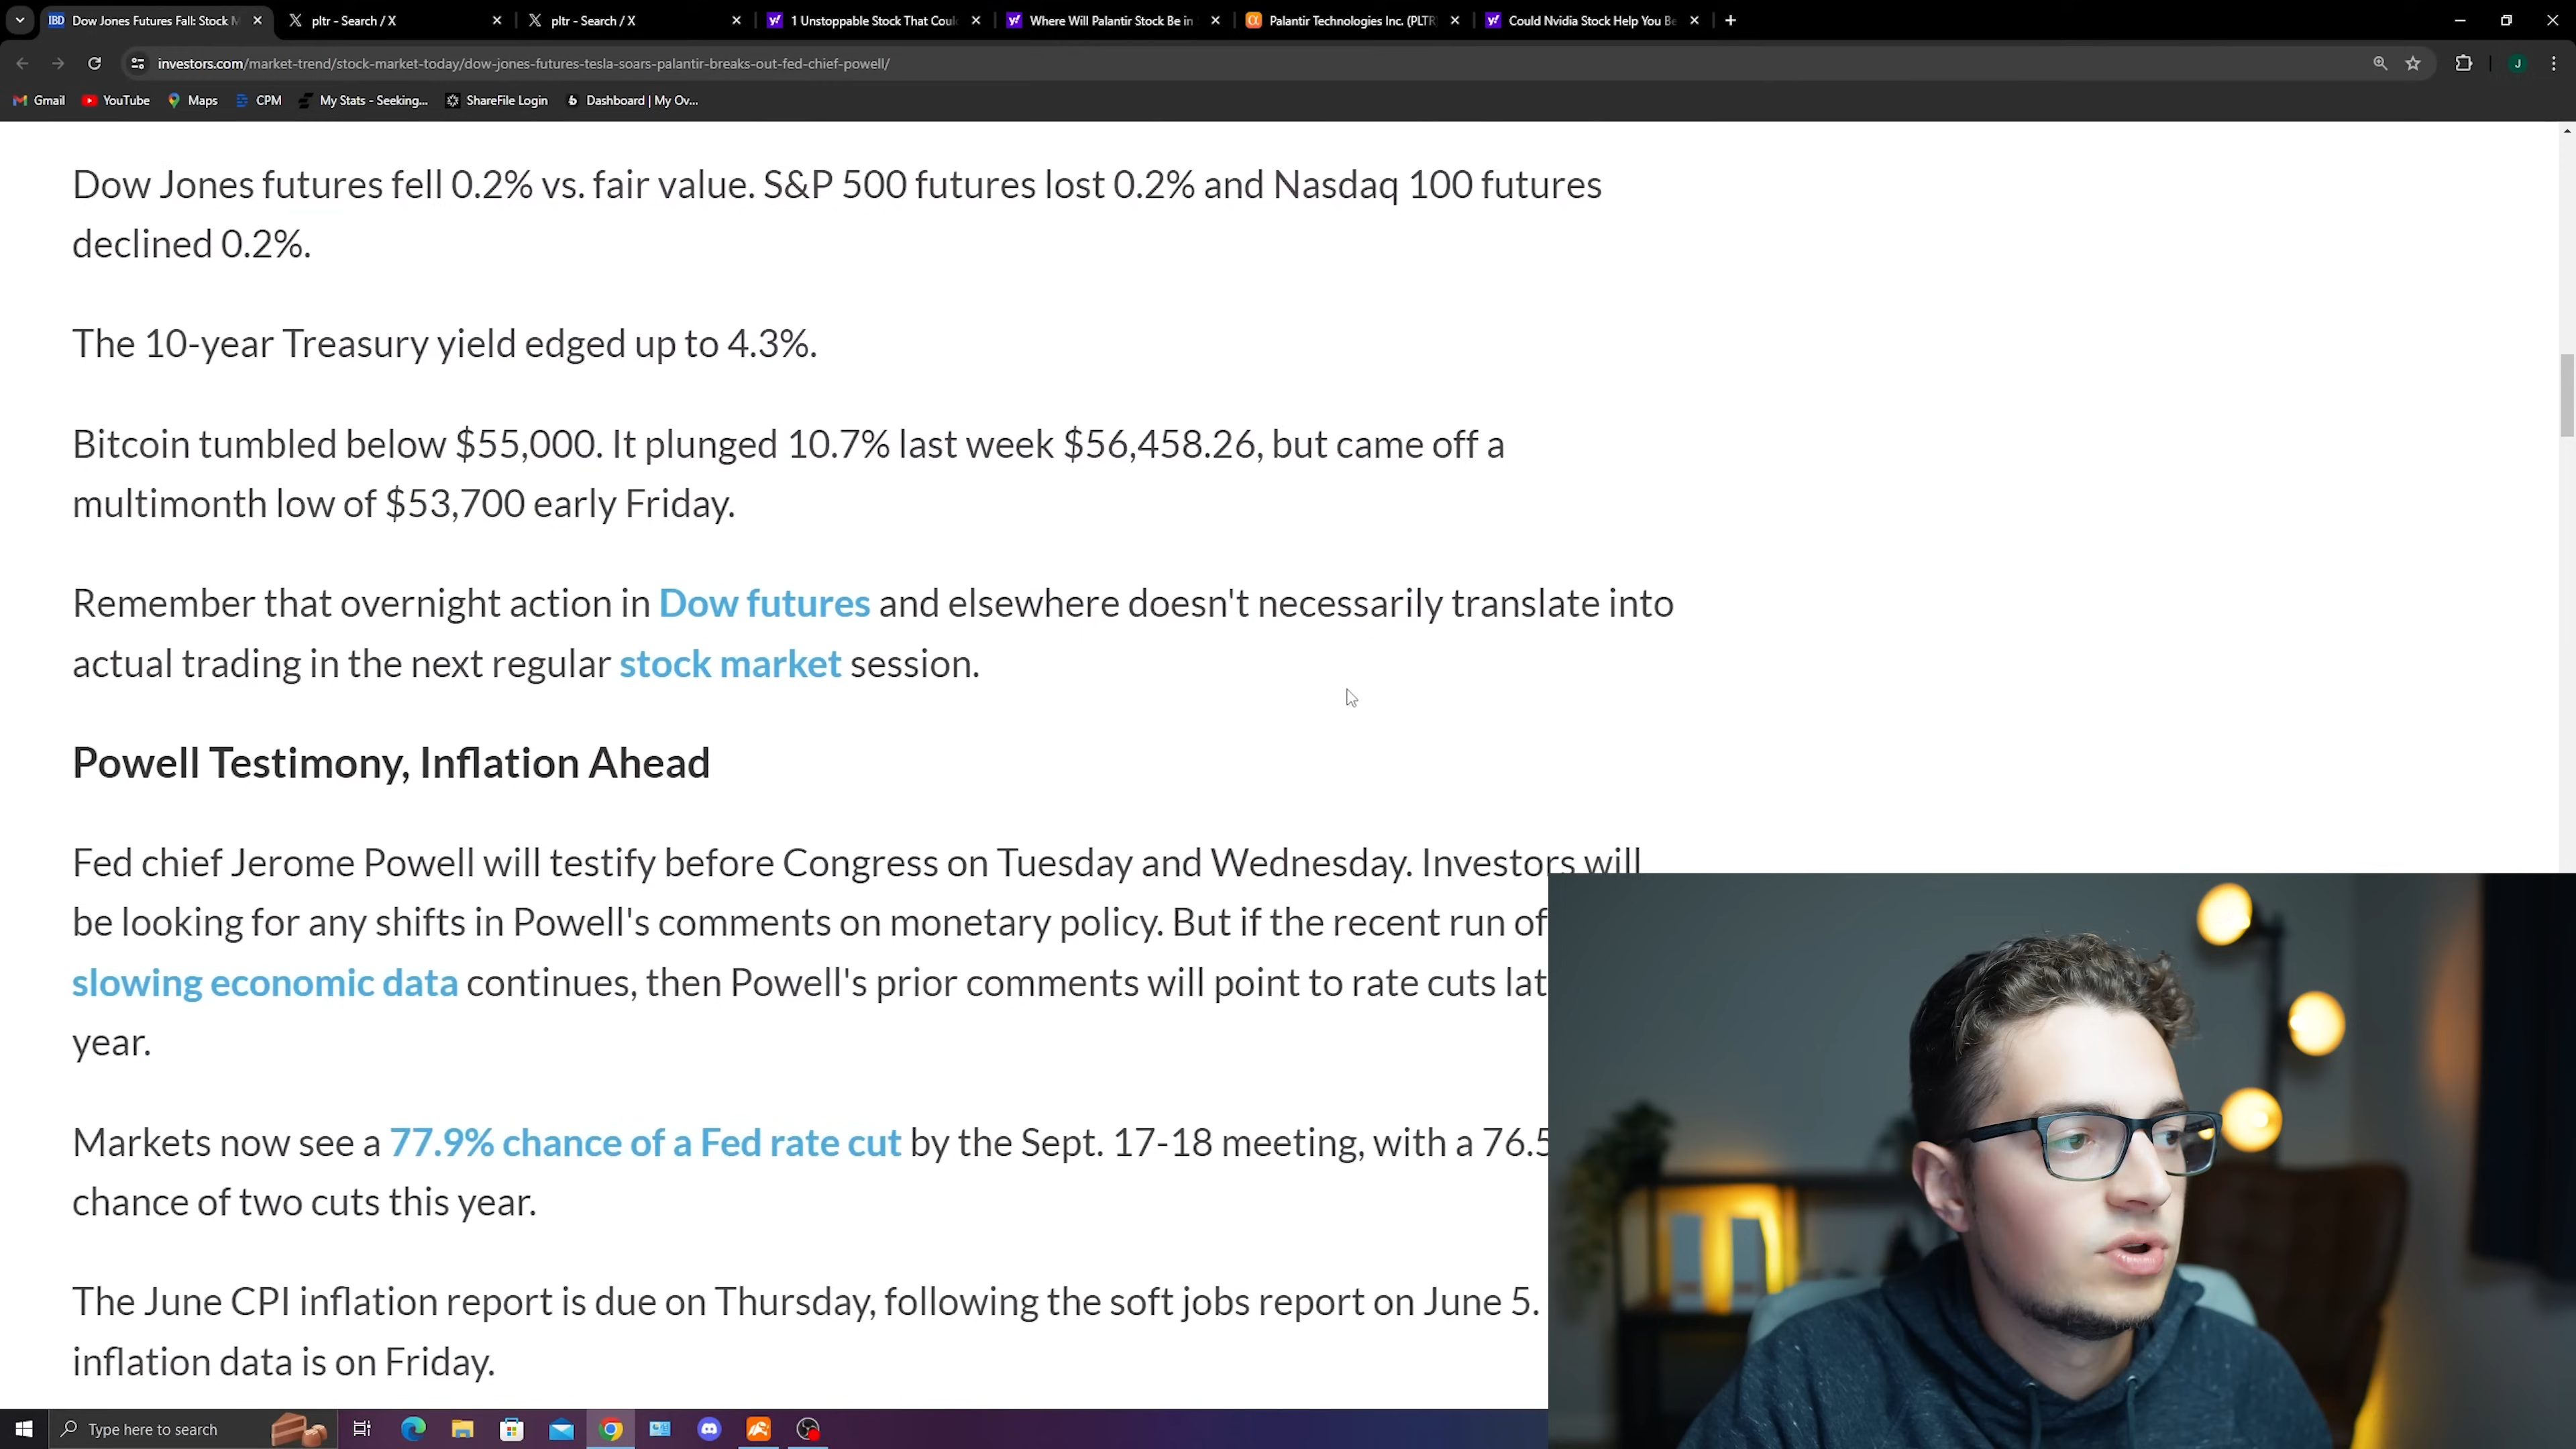 Dow Jones Futures Fall: Stock M
pltr - Search / X
pltr - Search / X
1 Unstoppable Stock That Coul
Where Will Palantir Stock Be in
Palantir Technologies Inc. (PLTR
Could Nvidia Stock Help You Be
investors.com/market-trend/stock-market-today/dow-jones-futures-tesla-soars-palantir-breaks-out-fed-chief-powell/
J
Gmail
YouTube
Maps
CPM
My Stats - Seeking...
ShareFile Login
Dashboard | My Ov...
Dow Jones futures fell 0.2% vs. fair value. S&P 500 futures lost 0.2% and Nasdaq 100 futures
declined 0.2%.
The 10-year Treasury yield edged up to 4.3%.
Bitcoin tumbled below $55,000. It plunged 10.7% last week $56,458.26, but came off a
multimonth low of $53,700 early Friday.
Remember that overnight action in Dow futures and elsewhere doesn't necessarily translate into
actual trading in the next regular stock market session.
Powell Testimony, Inflation Ahead
Fed chief Jerome Powell will testify before Congress on Tuesday and Wednesday. Investors will
be looking for any shifts in Powell's comments on monetary policy. But if the recent run of
slowing economic data continues, then Powell's prior comments will point to rate cuts lat
year.
Markets now see a 77.9% chance of a Fed rate cut by the Sept. 17-18 meeting, with a 76.5
chance of two cuts this year.
The June CPI inflation report is due on Thursday, following the soft jobs report on June 5.
inflation data is on Friday.
Type here to search